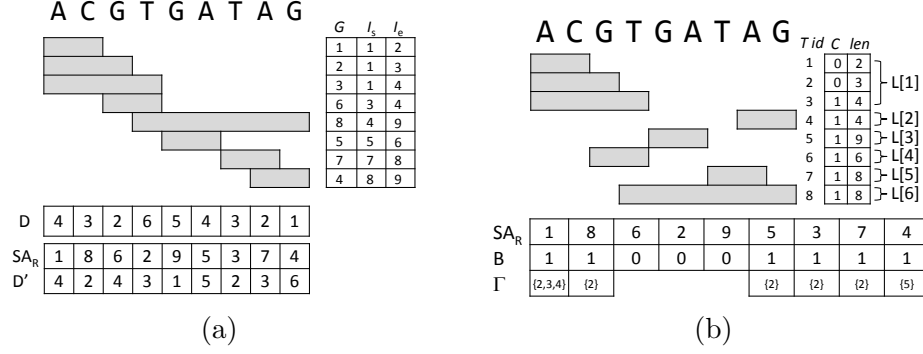 A C G T G A T A G
G Is Ie
1 1 2
2 1 3
3 1 4
6 3 4
8 4 9
5 5 6
7 7 8
4 8 9
D 4 3 2 6 5 4 3 2 1
SAR 1 8 6 2 9 5 3 7 4
D’ 4 2 4 3 1 5 2 3 6
(a)
A C G T G A T A G
T id C len
1 0 2
2 0 3 L[1]
3 1 4
4 1 4 L[2]
5 1 9 L[3]
6 1 6 L[4]
7 1 8 L[5]
8 1 8 L[6]
SAR 1 8 6 2 9 5 3 7 4
B 1 1 0 0 0 1 1 1 1
Γ {2,3,4} {2} {2} {2} {2} {5}
(b)